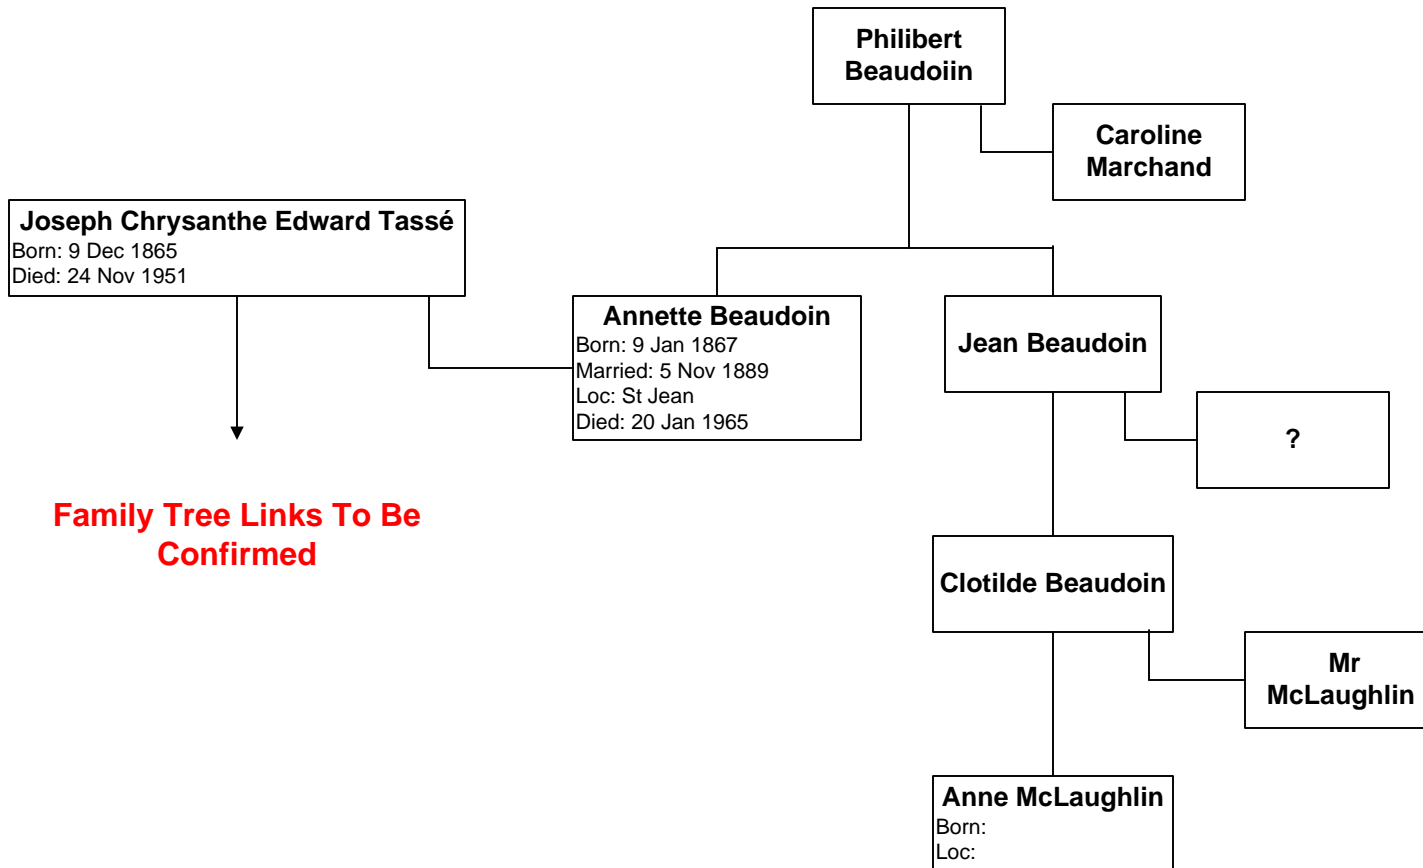 Philibert
Beaudoiin
Caroline
Marchand
Joseph Chrysanthe Edward Tassé
Born: 9 Dec 1865
Died: 24 Nov 1951
Annette Beaudoin
Born: 9 Jan 1867
Married: 5 Nov 1889
Loc: St Jean
Died: 20 Jan 1965
Jean Beaudoin
?
Family Tree Links To Be
Confirmed
Clotilde Beaudoin
Mr
McLaughlin
Anne McLaughlin
Born:
Loc: